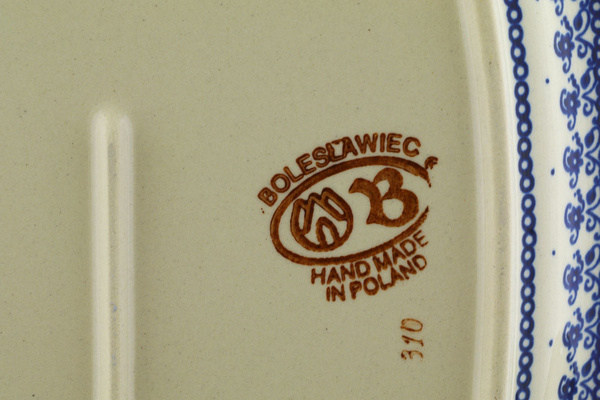 BOLESŁAWIEC
B
HAND MADE
IN POLAND
310